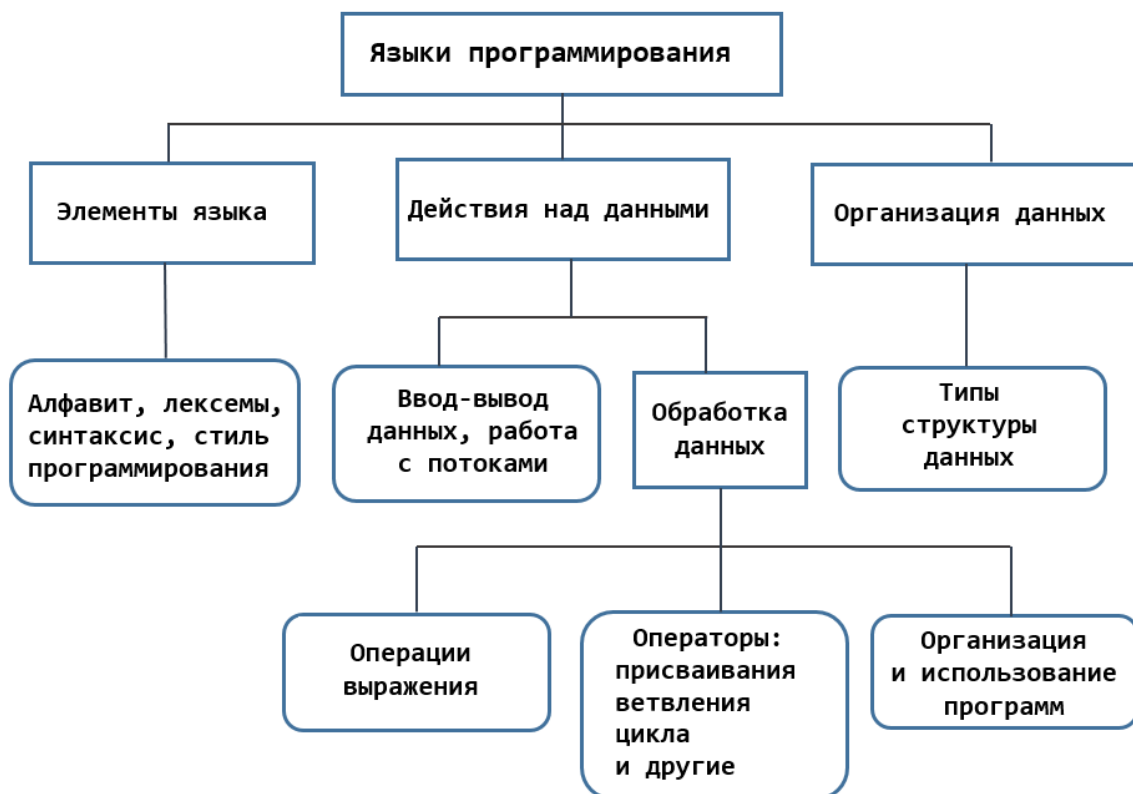 Языки программирования
Элементы языка
Действия над данными
Организация данных
Алфавит, лексемы,
синтаксис, стиль
программирования
Ввод-вывод
данных, работа
с потоками
Обработка
данных
Типы
структуры
данных
Операции
выражения
Операторы:
присваивания
ветвления
цикла
и другие
Организация
и использование
программ